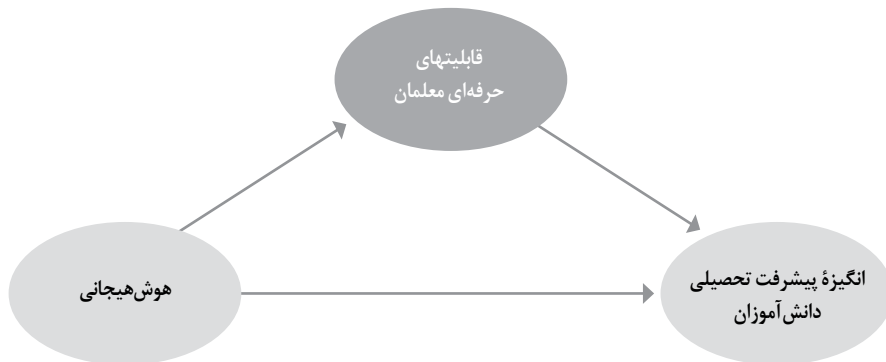 قابلیتهای
حرفه‌ای معلمان
هوش‌هیجانی
انگیزۀ پیشرفت تحصیلی
دانش‌آموزان